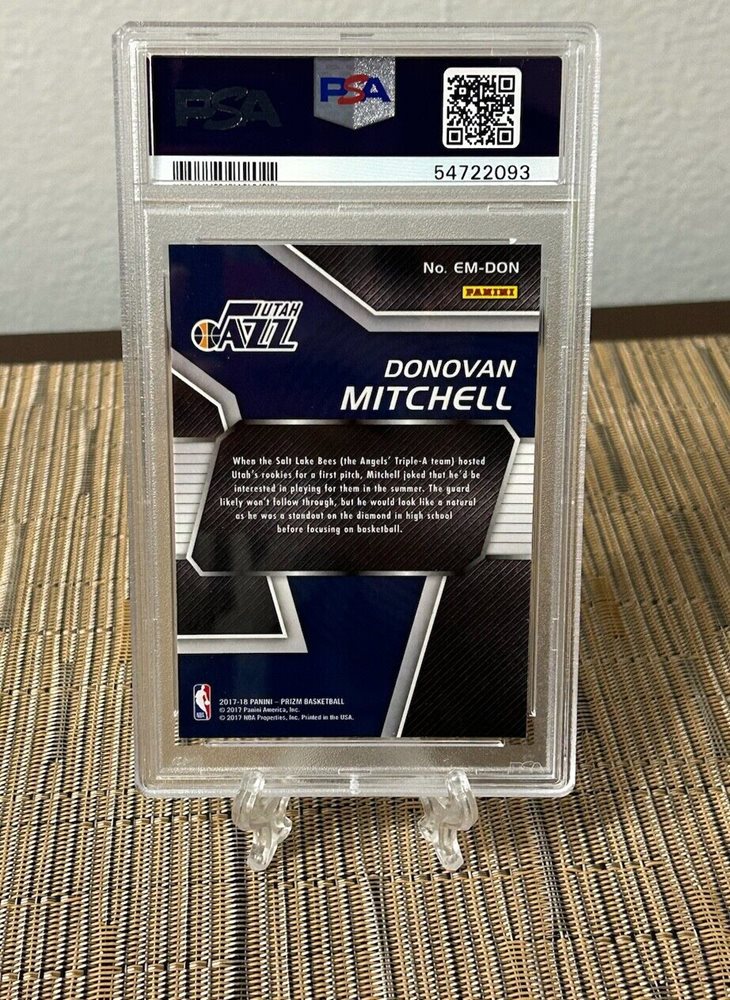 PSA
PSA
54722093
No. EM-DON
PANINI
UTAH
JAZZ
DONOVAN
MITCHELL
When the Salt Lake Bees (the Angels' Triple-A team) hosted
Utah's rookies for a first pitch, Mitchell joked that he'd be
interested in playing for them in the summer. The guard
likely won't follow through, but he would look like a natural
as he was a standout on the diamond in high school
before focusing on basketball.
NBA
2017-18 PANINI – PRIZM BASKETBALL
© 2017 Panini America, Inc.
© 2017 NBA Properties, Inc. Printed in the USA.
PSA